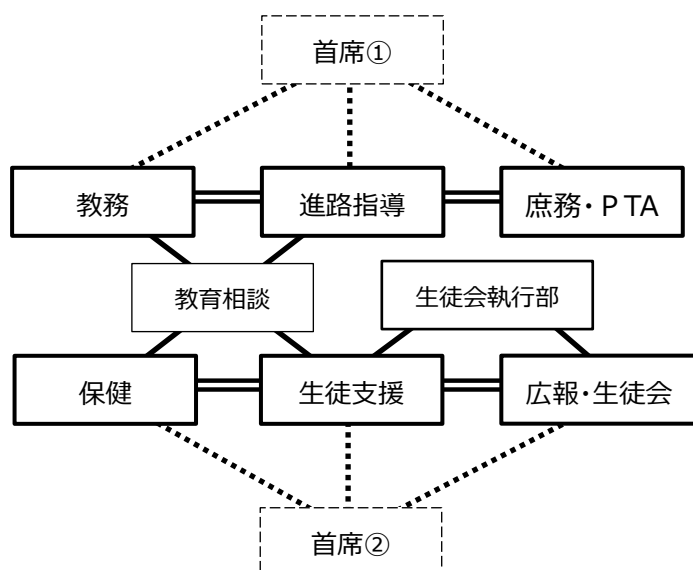 首席①
教務
進路指導
庶務・ＰTA
教育相談
生徒会執行部
保健
生徒支援
広報・生徒会
首席②